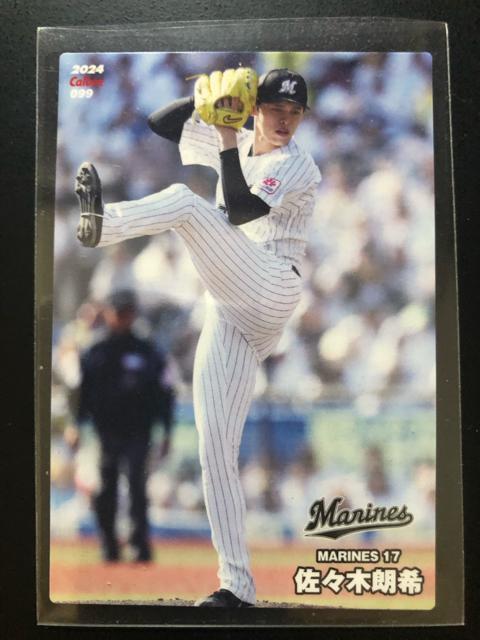 2024
Calbee
099
M
Marines
MARINES 17
佐々木朗希